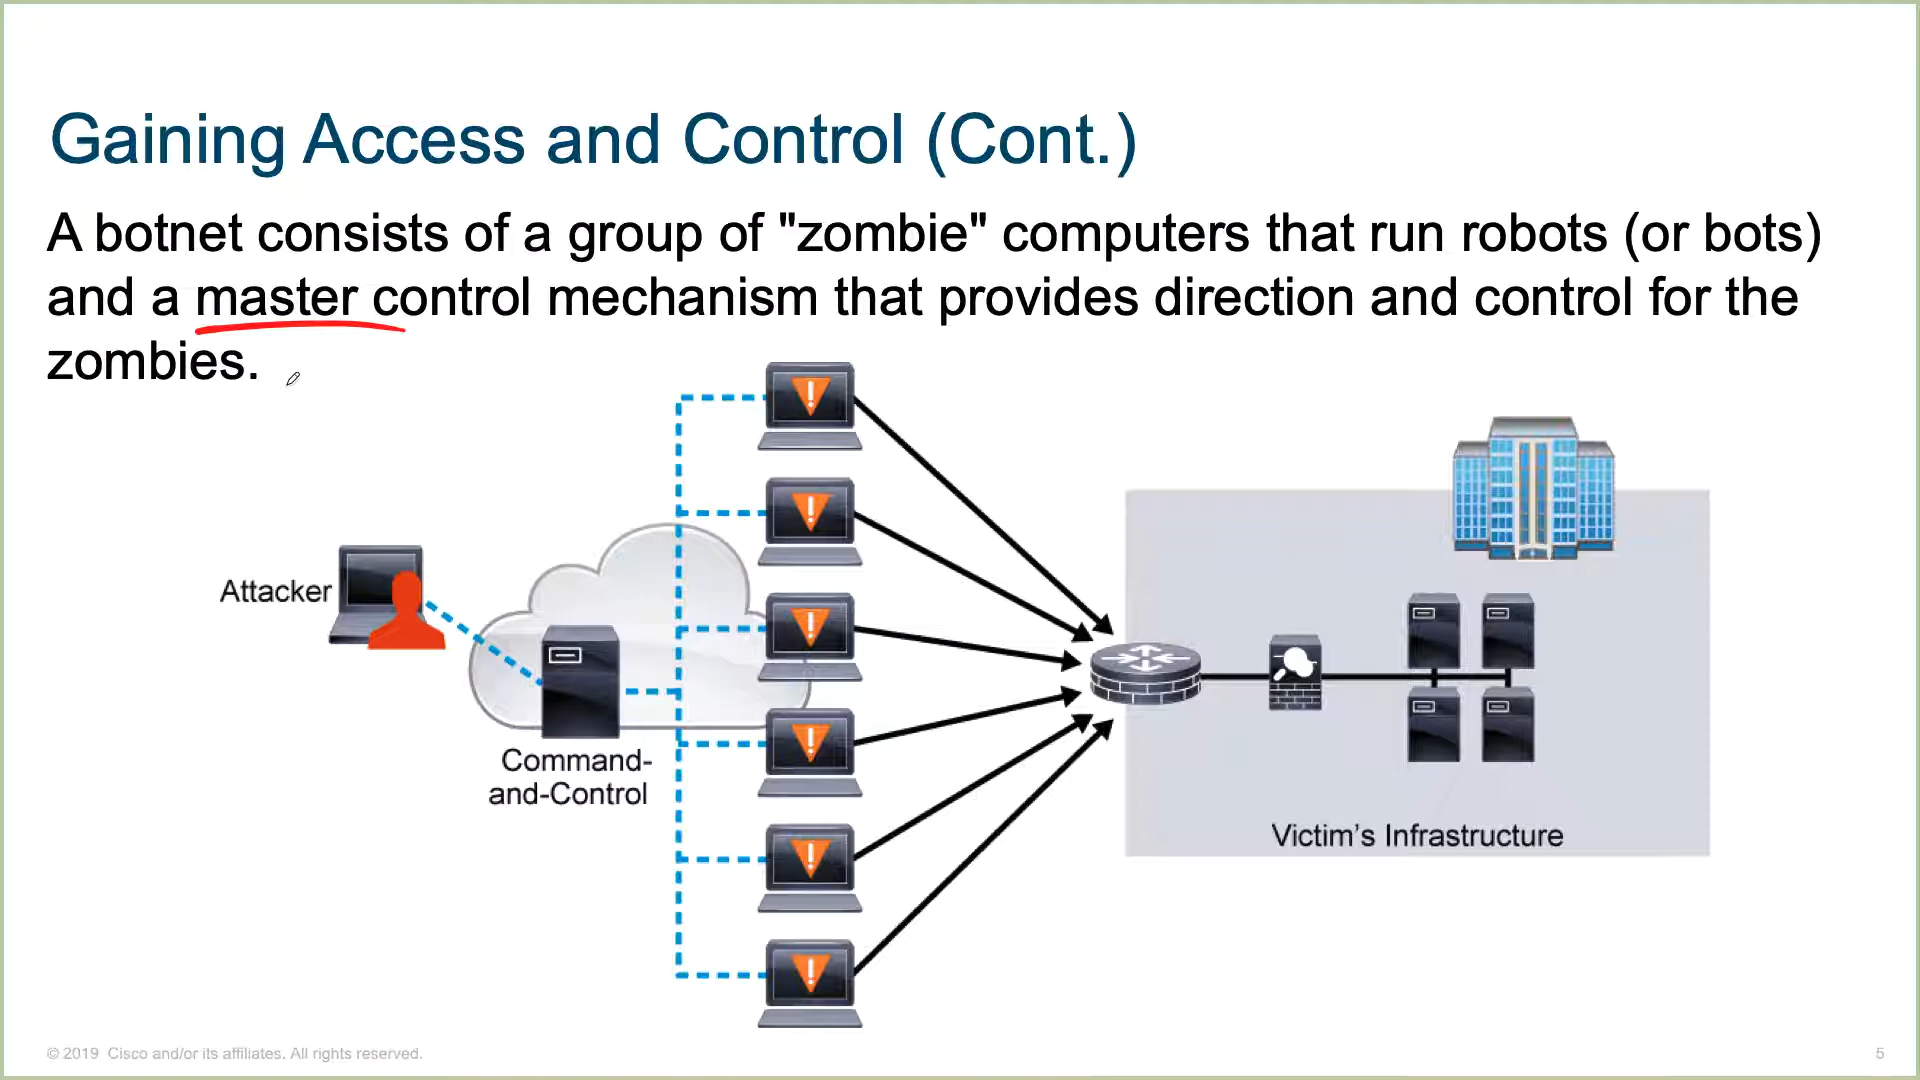 Gaining Access and Control (Cont.)
A botnet consists of a group of "zombie" computers that run robots (or bots)
and a master control mechanism that provides direction and control for the
zombies.
Attacker
Command-
and-Control
Victim's Infrastructure
© 2019 Cisco and/or its affiliates. All rights reserved.
5